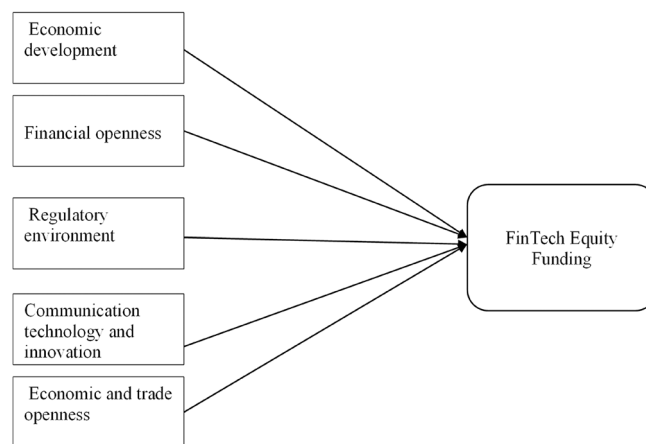 Economic
development
Financial openness
Regulatory
environment
Communication
technology and
innovation
Economic and trade
openness
FinTech Equity
Funding